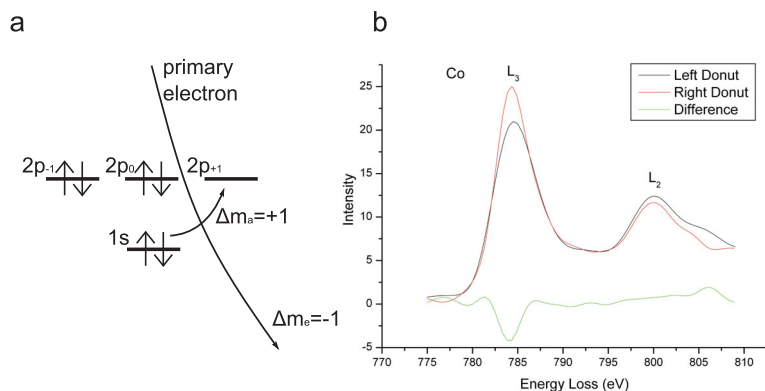 a
primary
electron
2p₋₁ 2p₀ 2p₊₁
Δmₐ=+1
1s
Δmₑ=-1
b
Co
L₃
L₂
Left Donut
Right Donut
Difference
Intensity
25
20
15
10
5
0
-5
770 775 780 785 790 795 800 805 810
Energy Loss (eV)